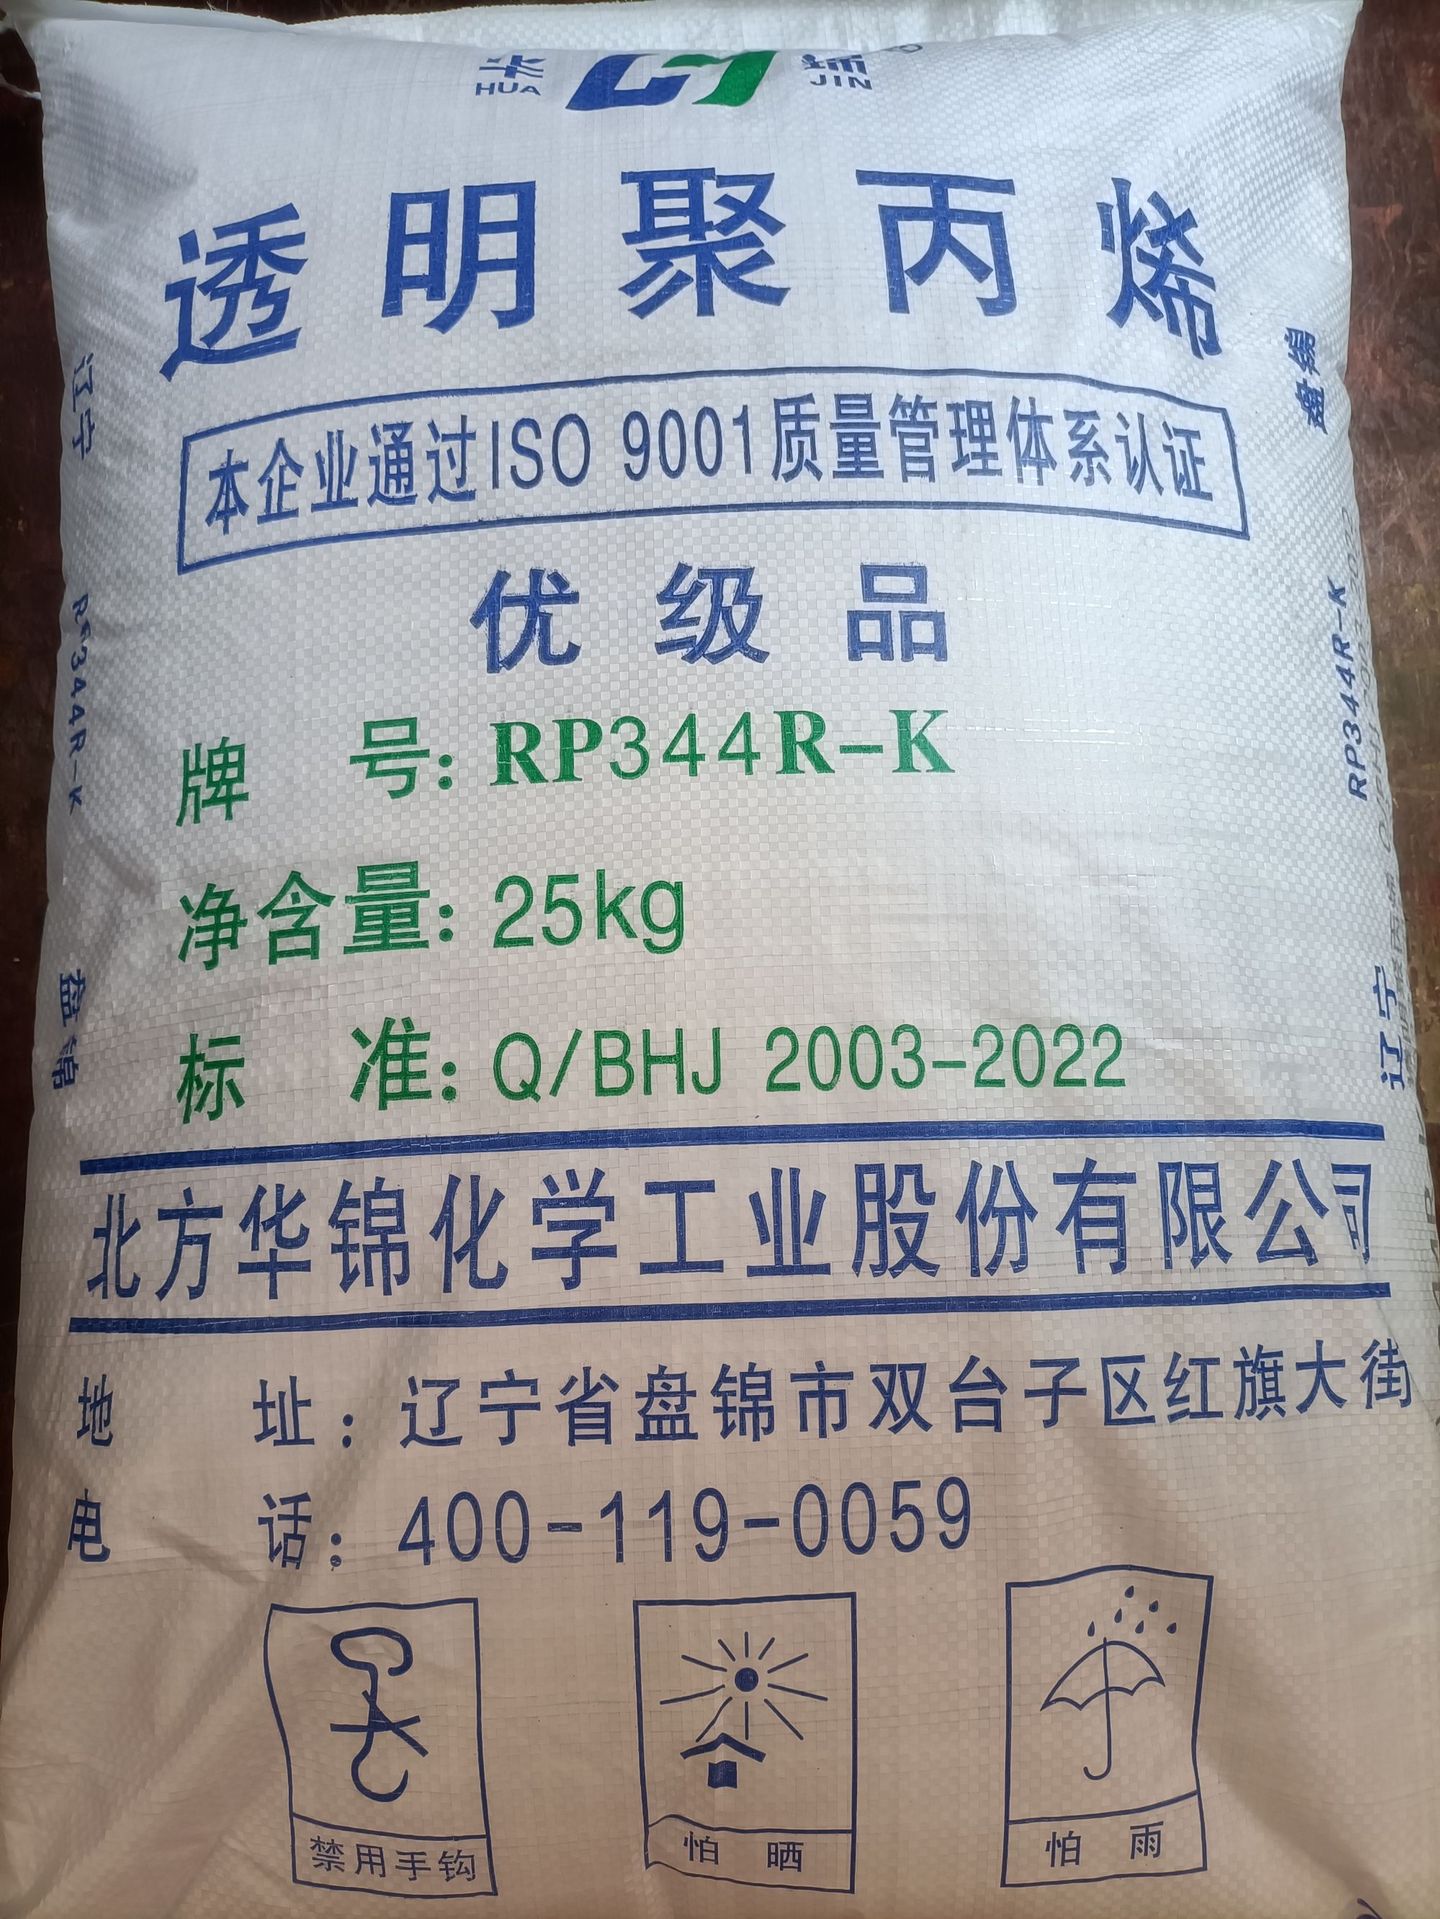 华 锦
HUA JIN
透明聚丙烯
本企业通过ISO 9001质量管理体系认证
优级品
牌 号：RP344R-K
净含量：25kg
标 准：Q/BHJ 2003-2022
北方华锦化学工业股份有限公司
地 址：辽宁省盘锦市双台子区红旗大街
电 话：400-119-0059
禁用手钩
怕 晒
怕 雨
辽宁
RP344R-K
盘锦
盘锦
RP344R-K
辽宁